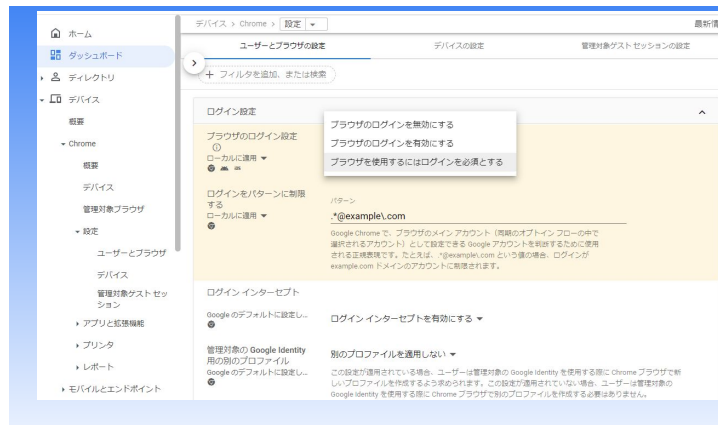 デバイス > Chrome > 設定
最新情
ホーム
ダッシュボード
ディレクトリ
デバイス
概要
Chrome
概要
デバイス
管理対象ブラウザ
設定
ユーザーとブラウザ
デバイス
管理対象ゲスト セッ
ション
アプリと拡張機能
プリンタ
レポート
モバイルとエンドポイント
ユーザーとブラウザの設定
デバイスの設定
管理対象ゲスト セッションの設定
+ フィルタを追加、または検索
ログイン設定
ブラウザのログイン設定
ローカルに適用
ブラウザのログインを無効にする
ブラウザのログインを有効にする
ブラウザを使用するにはログインを必須とする
ログインをパターンに制限
する
ローカルに適用
パターン
.*@example\.com
Google Chrome で、ブラウザのメイン アカウント（同期のオプトイン フローの中で
選択されるアカウント）として設定できる Google アカウントを判断するために使用
される正規表現です。たとえば、.*@example\.com という値の場合、ログインが
example.com ドメインのアカウントに制限されます。
ログイン インターセプト
Google のデフォルトに設定し...
ログイン インターセプトを有効にする
管理対象の Google Identity
用の別のプロファイル
Google のデフォルトに設定し...
別のプロファイルを適用しない
この設定が適用されている場合、ユーザーは管理対象の Google Identity を使用する際に Chrome ブラウザで新
しいプロファイルを作成するよう求められます。この設定が適用されていない場合、ユーザーは管理対象の
Google Identity を使用する際に Chrome ブラウザで別のプロファイルを作成する必要はありません。